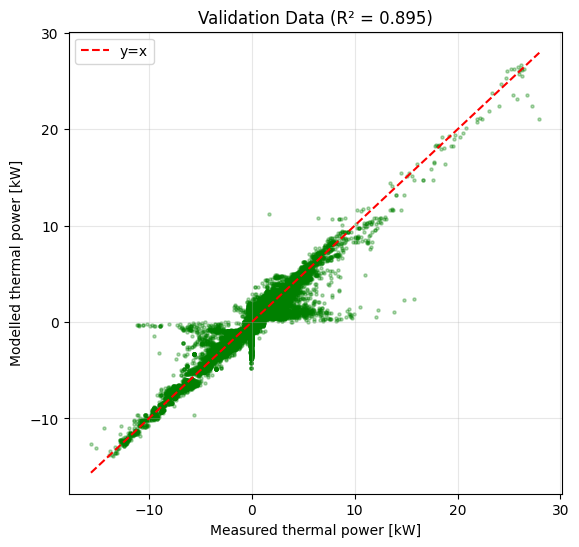 Validation Data (R² = 0.895)
y=x
30
20
10
0
−10
Modelled thermal power [kW]
−10
0
10
20
30
Measured thermal power [kW]